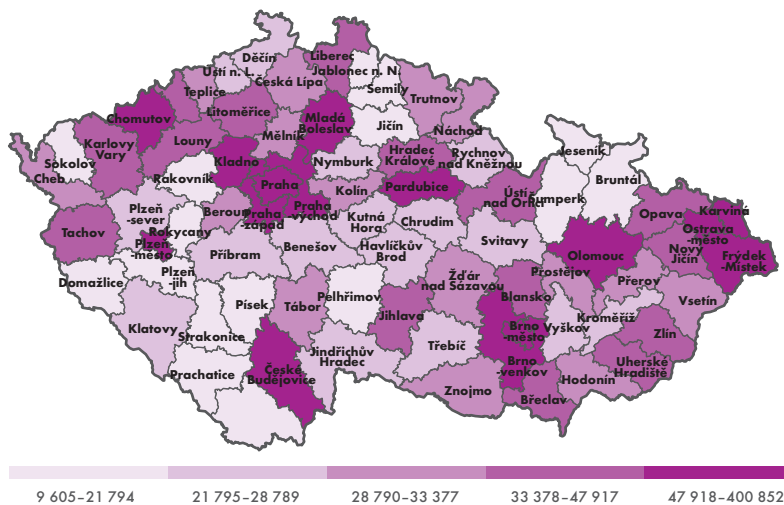 Děčín
Liberec
Ústí n. L.
Jablonec n. N.
Česká Lípa
Teplice
Semily
Trutnov
Chomutov
Litoměřice
Mladá
Boleslav
Jičín
Náchod
Mělník
Louny
Karlovy
Vary
Hradec
Králové
Rychnov
nad Kněžnou
Jeseník
Sokolov
Cheb
Kladno
Nymburk
Rakovník
Praha
Kolín
Pardubice
Ústí
nad Orlicí
Šumperk
Bruntál
Plzeň
-sever
Beroun
Praha
-západ
Praha
-východ
Kutná
Hora
Chrudim
Opava
Karviná
Tachov
Rokycany
Plzeň
-město
Ostrava-
město
Svitavy
Benešov
Havlíčkův
Brod
Příbram
Olomouc
Nový
Jičín
Frýdek
-Místek
Plzeň
-jih
Domažlice
Žďár
nad Sázavou
Prostějov
Přerov
Písek
Pelhřimov
Tábor
Blansko
Vsetín
Jihlava
Kroměříž
Klatovy
Strakonice
Brno
-město
Vyškov
Zlín
Třebíč
Jindřichův
Hradec
Uherské
Hradiště
Prachatice
České
Budějovice
Brno
-venkov
Hodonín
Znojmo
Břeclav
9 605–21 794
21 795–28 789
28 790–33 377
33 378–47 917
47 918–400 852